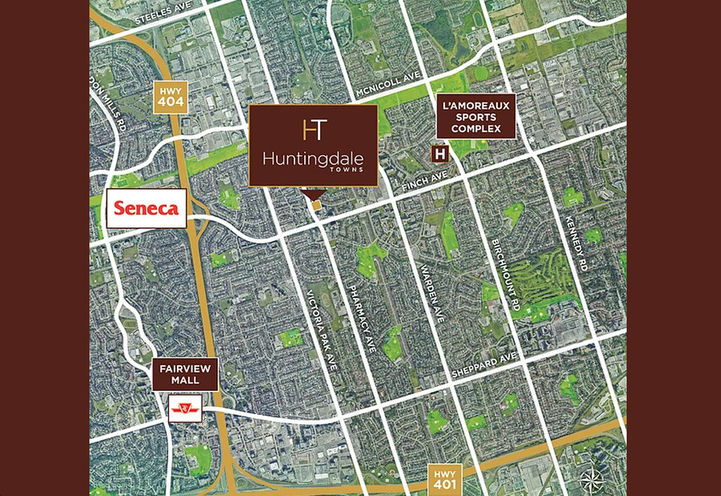 STEELES AVE
HWY
404
DON MILLS RD
MCNICOLL AVE
L'AMOREAUX
SPORTS
COMPLEX
HT
Huntingdale
TOWNS
H
FINCH AVE
Seneca
KENNEDY RD
BIRCHMOUNT RD
WARDEN AVE
PHARMACY AVE
VICTORIA PAK AVE
SHEPPARD AVE
FAIRVIEW
MALL
HWY
401